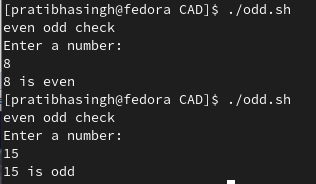 [pratibhasingh@fedora CAD]$ ./odd.sh
even odd check
Enter a number:
8
8 is even
[pratibhasingh@fedora CAD]$ ./odd.sh
even odd check
Enter a number:
15
15 is odd